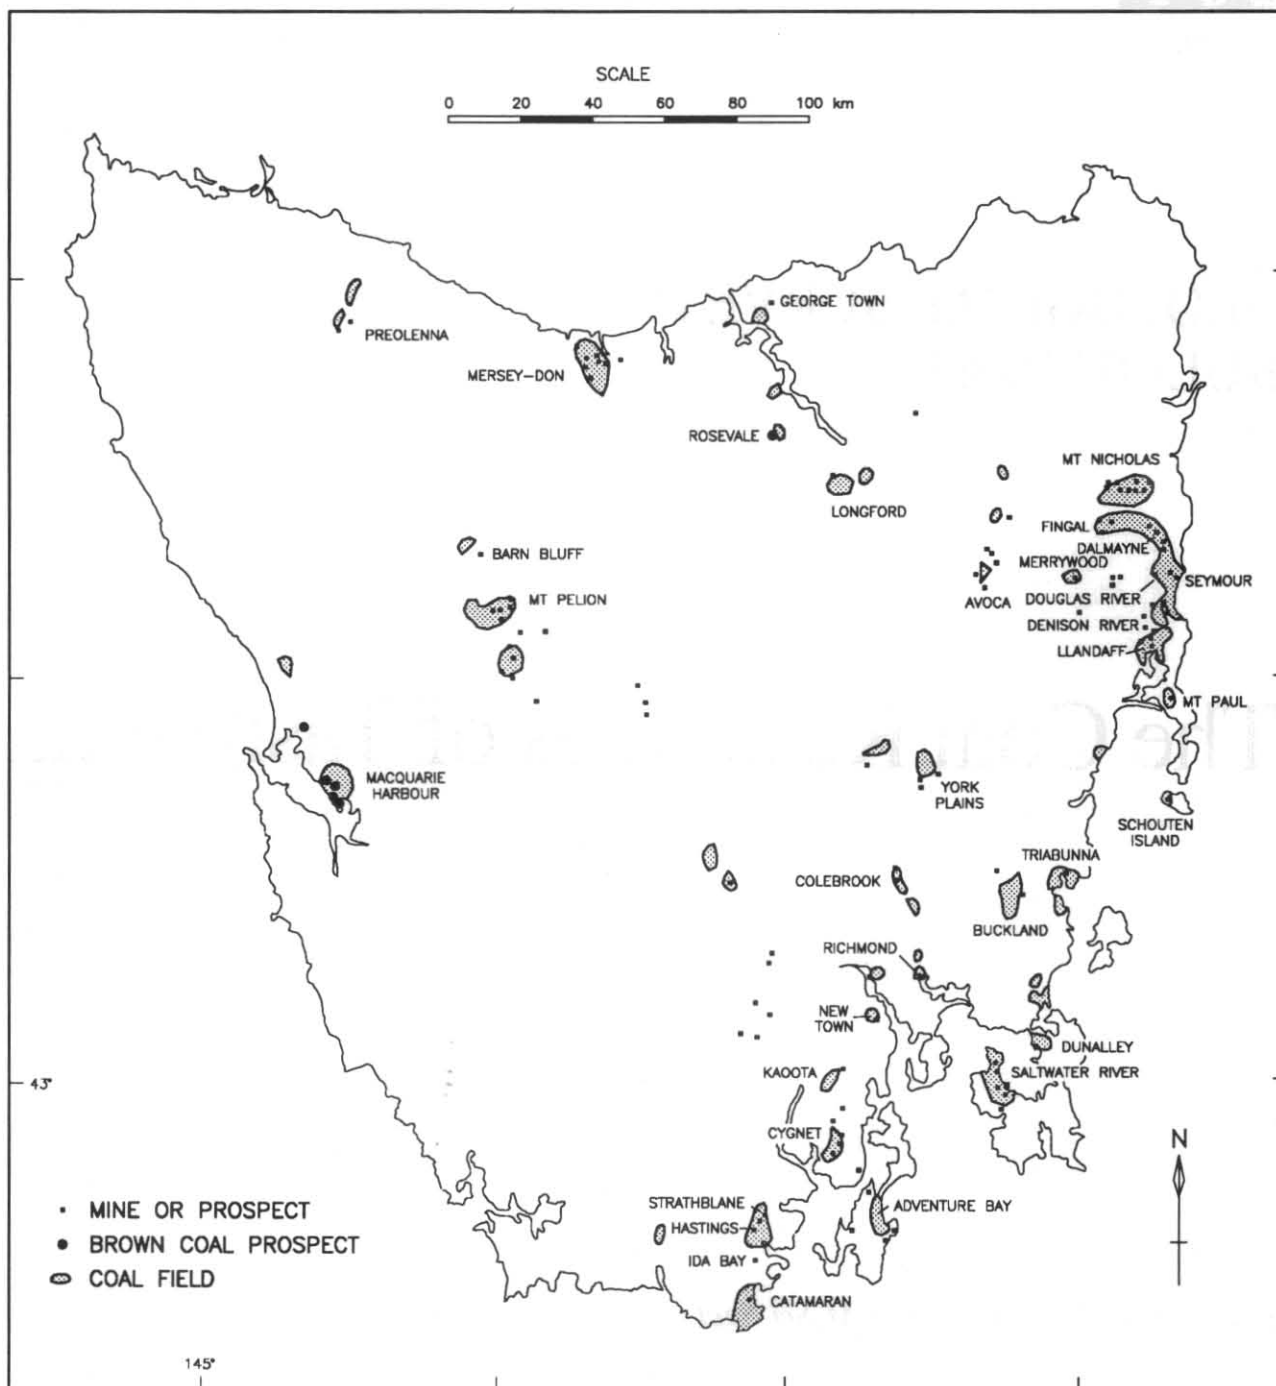 SCALE
0 20 40 60 80 100 km
GEORGE TOWN
PREOLENNA
MERSEY–DON
ROSEVALE
MT NICHOLAS
LONGFORD
FINGAL
DALMAYNE
BARN BLUFF
MERRYWOOD
SEYMOUR
AVOCA
DOUGLAS RIVER
MT PELION
DENISON RIVER
LLANDAFF
MT PAUL
MACQUARIE
HARBOUR
YORK
PLAINS
SCHOUTEN
ISLAND
TRIABUNNA
COLEBROOK
BUCKLAND
RICHMOND
NEW
TOWN
DUNALLEY
KAOOTA
SALTWATER RIVER
43°
CYGNET
N
STRATHBLANE
ADVENTURE BAY
HASTINGS
IDA BAY
CATAMARAN
MINE OR PROSPECT
BROWN COAL PROSPECT
COAL FIELD
145°